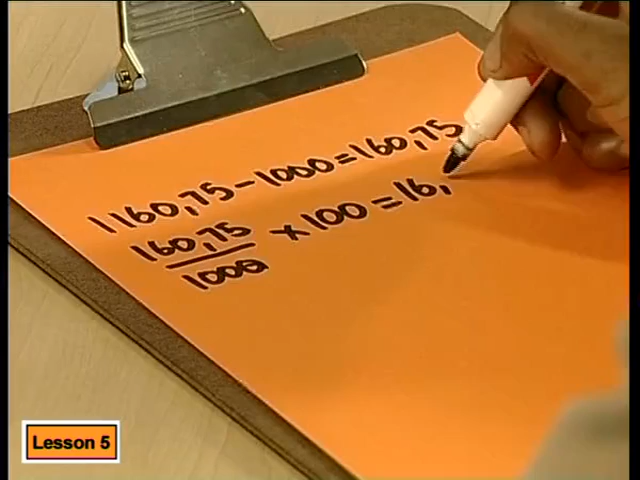 1160,75 - 1000 = 160,75
160,75
1000
× 100 = 16,
Lesson 5